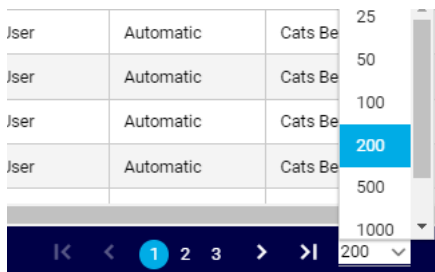 Jser Automatic Cats Be 25
50
Jser Automatic Cats Be
100
Jser Automatic Cats Be
200
Jser Automatic Cats Be
500
1000
1 2 3 200